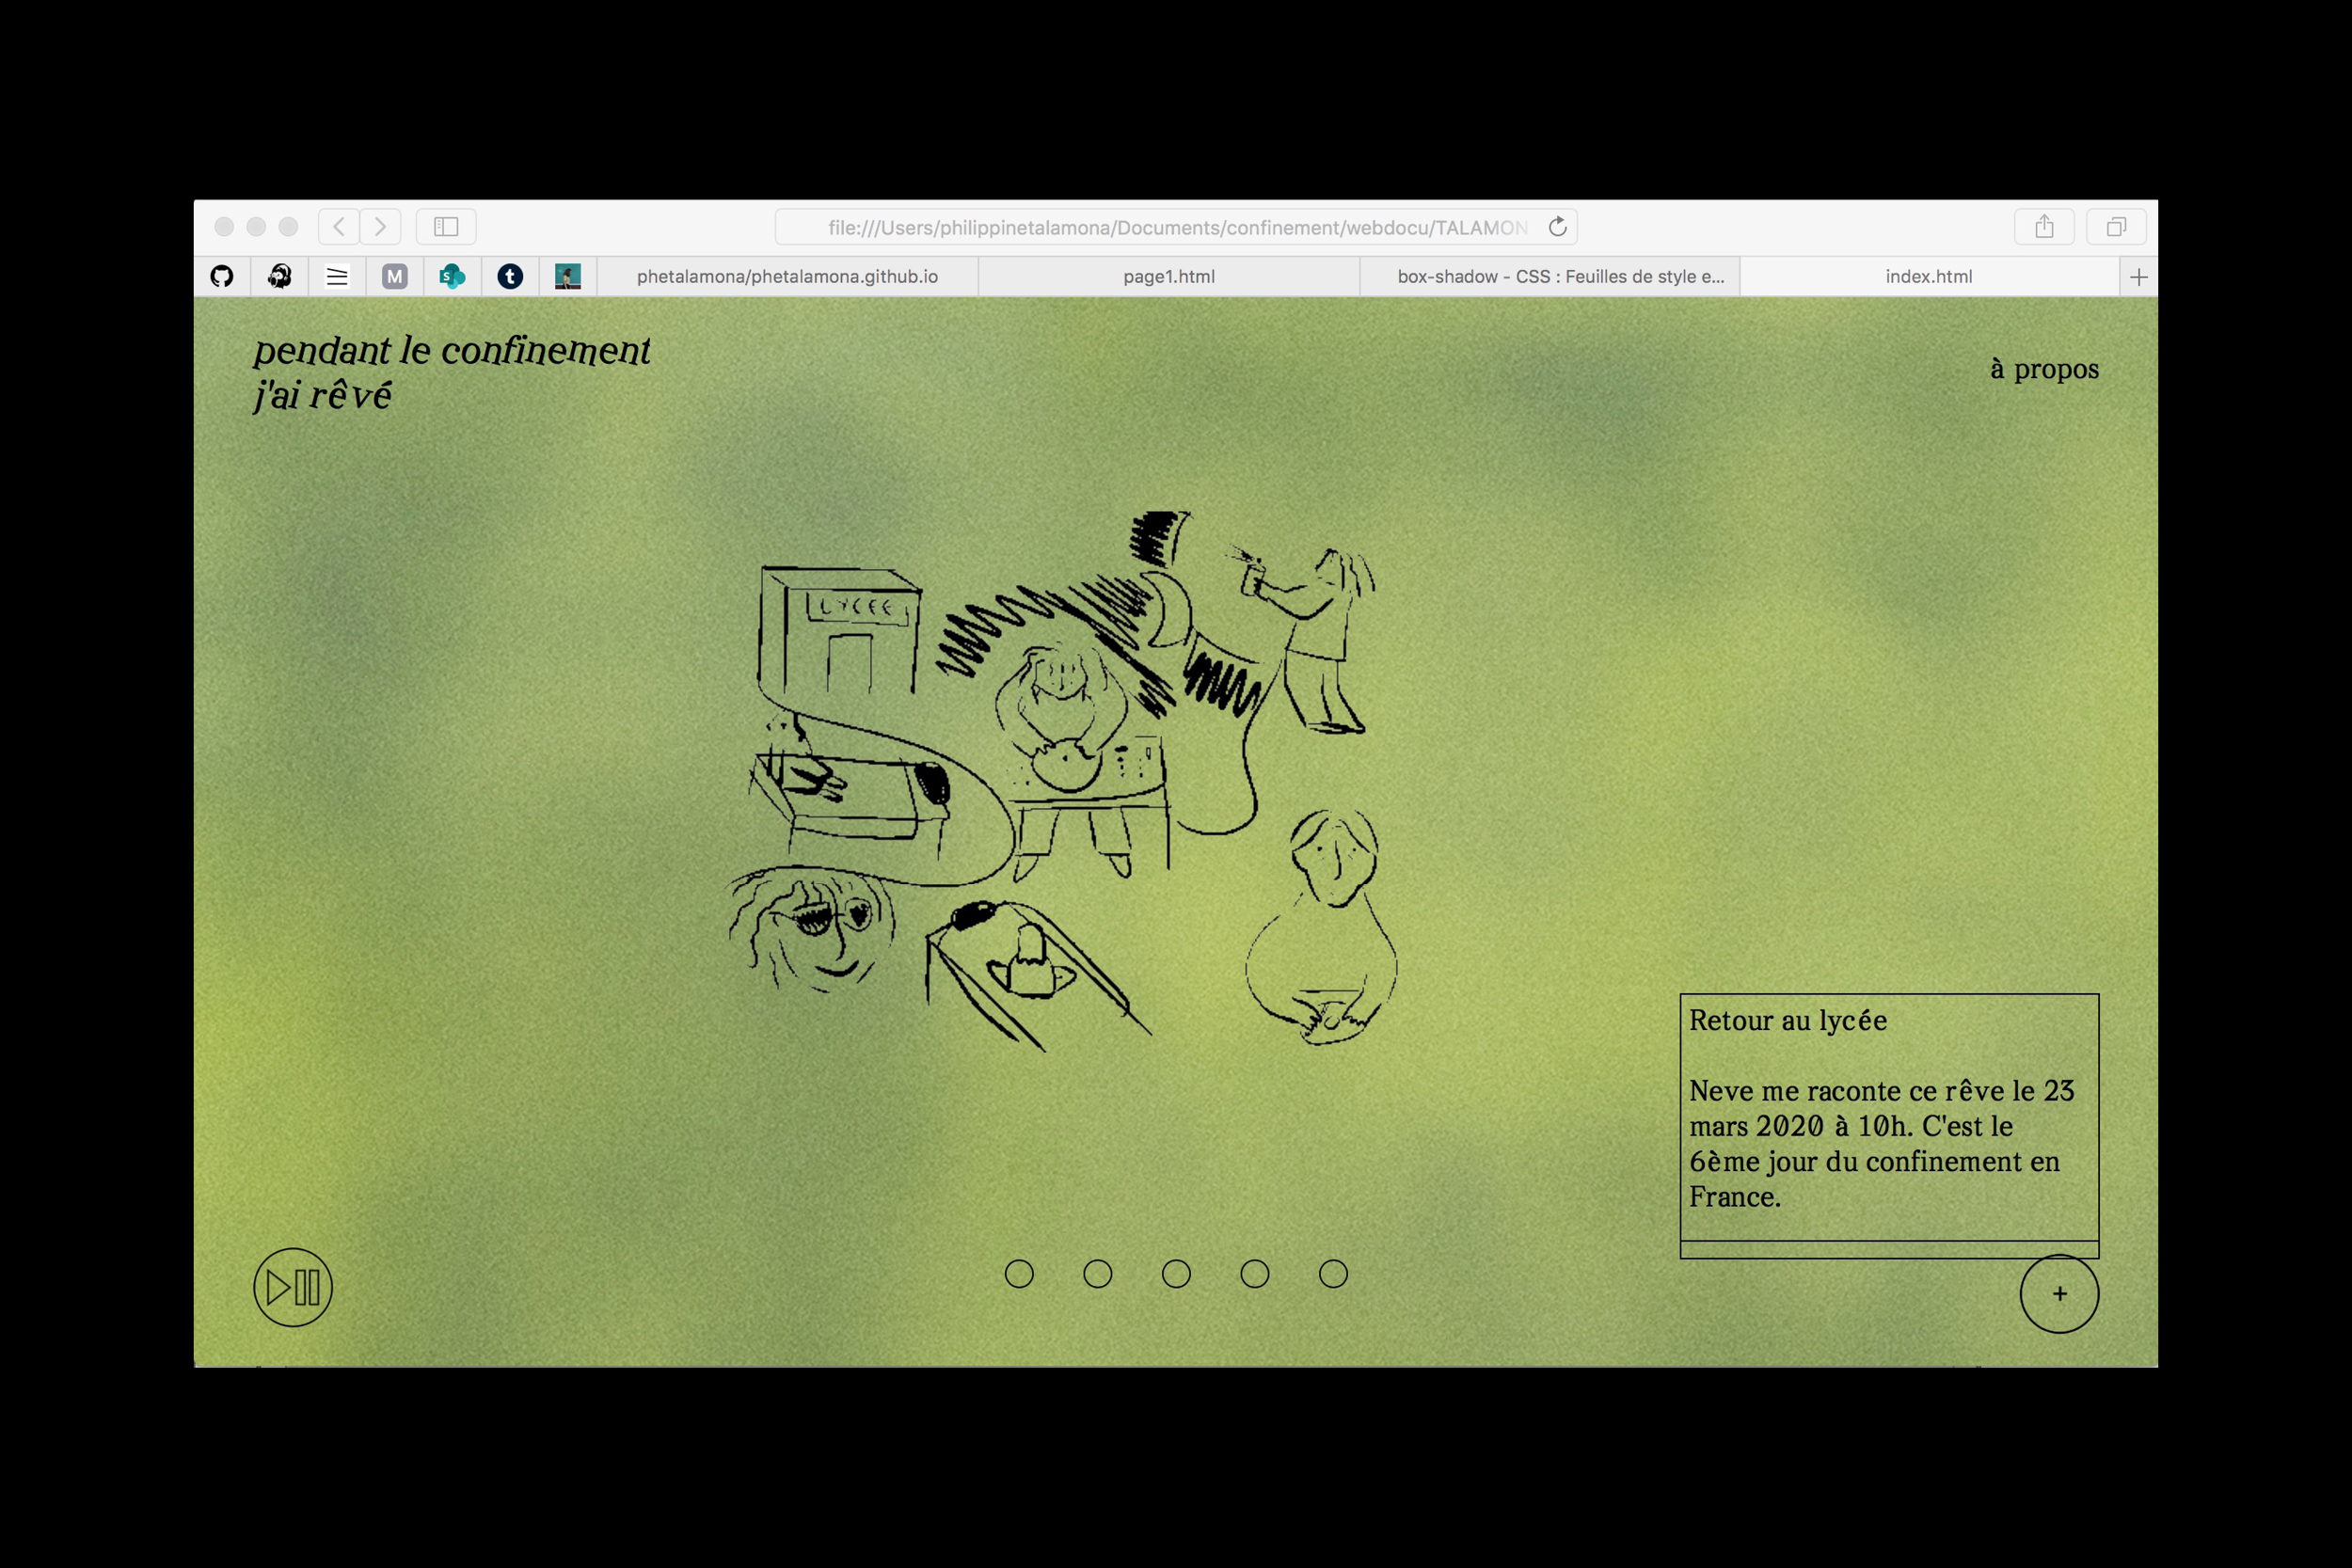 file:///Users/philippinetalamona/Documents/confinement/webdocu/TALAMON
M
S
t
phetalamona/phetalamona.github.io
page1.html
box-shadow - CSS : Feuilles de style e...
index.html
pendant le confinement
j'ai rêvé
à propos
LYCEE
Retour au lycée
Neve me raconte ce rêve le 23
mars 2020 à 10h. C'est le
6ème jour du confinement en
France.
+